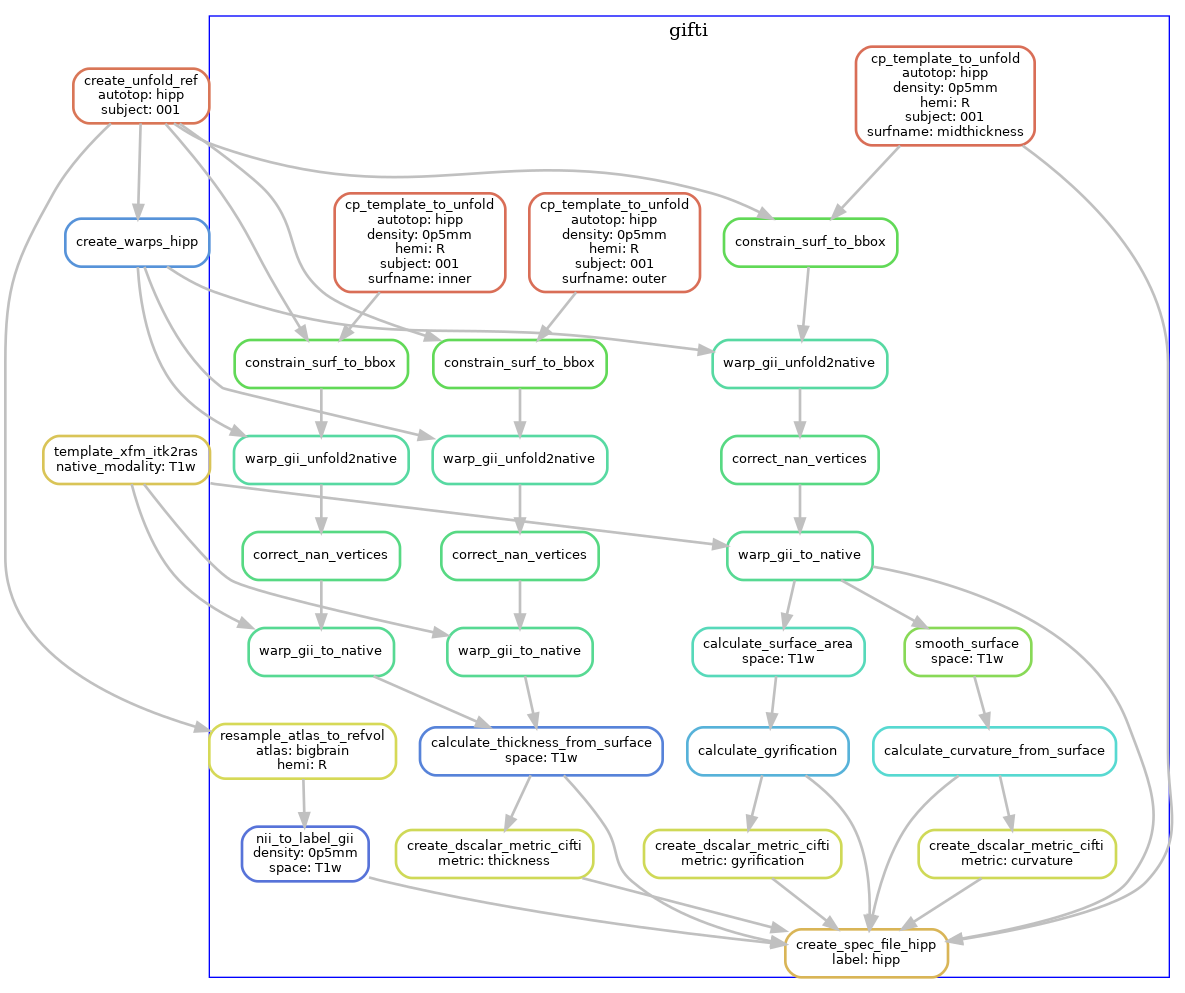 gifti
create_unfold_ref
autotop: hipp
subject: 001
cp_template_to_unfold
autotop: hipp
density: 0p5mm
hemi: R
subject: 001
surfname: midthickness
create_warps_hipp
cp_template_to_unfold
autotop: hipp
density: 0p5mm
hemi: R
subject: 001
surfname: inner
cp_template_to_unfold
autotop: hipp
density: 0p5mm
hemi: R
subject: 001
surfname: outer
constrain_surf_to_bbox
constrain_surf_to_bbox
constrain_surf_to_bbox
warp_gii_unfold2native
template_xfm_itk2ras
native_modality: T1w
warp_gii_unfold2native
warp_gii_unfold2native
correct_nan_vertices
correct_nan_vertices
correct_nan_vertices
warp_gii_to_native
warp_gii_to_native
warp_gii_to_native
calculate_surface_area
space: T1w
smooth_surface
space: T1w
resample_atlas_to_refvol
atlas: bigbrain
hemi: R
calculate_thickness_from_surface
space: T1w
calculate_gyrification
calculate_curvature_from_surface
nii_to_label_gii
density: 0p5mm
space: T1w
create_dscalar_metric_cifti
metric: thickness
create_dscalar_metric_cifti
metric: gyrification
create_dscalar_metric_cifti
metric: curvature
create_spec_file_hipp
label: hipp